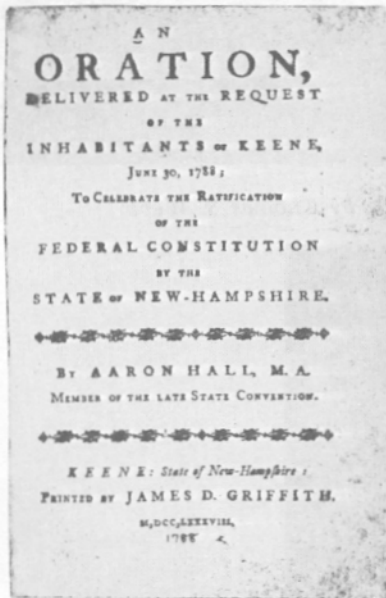 AN
ORATION,
DELIVERED AT THE REQUEST
OF THE
INHABITANTS OF KEENE,
JUNE 30, 1788;
TO CELEBRATE THE RATIFICATION
OF THE
FEDERAL CONSTITUTION
BY THE
STATE OF NEW-HAMPSHIRE.
BY AARON HALL, M.A.
MEMBER OF THE LATE STATE CONVENTION.
KEENE: State of New-Hampſhire:
PRINTED BY JAMES D. GRIFFITH.
M,DCC,LXXXVIII.
1788